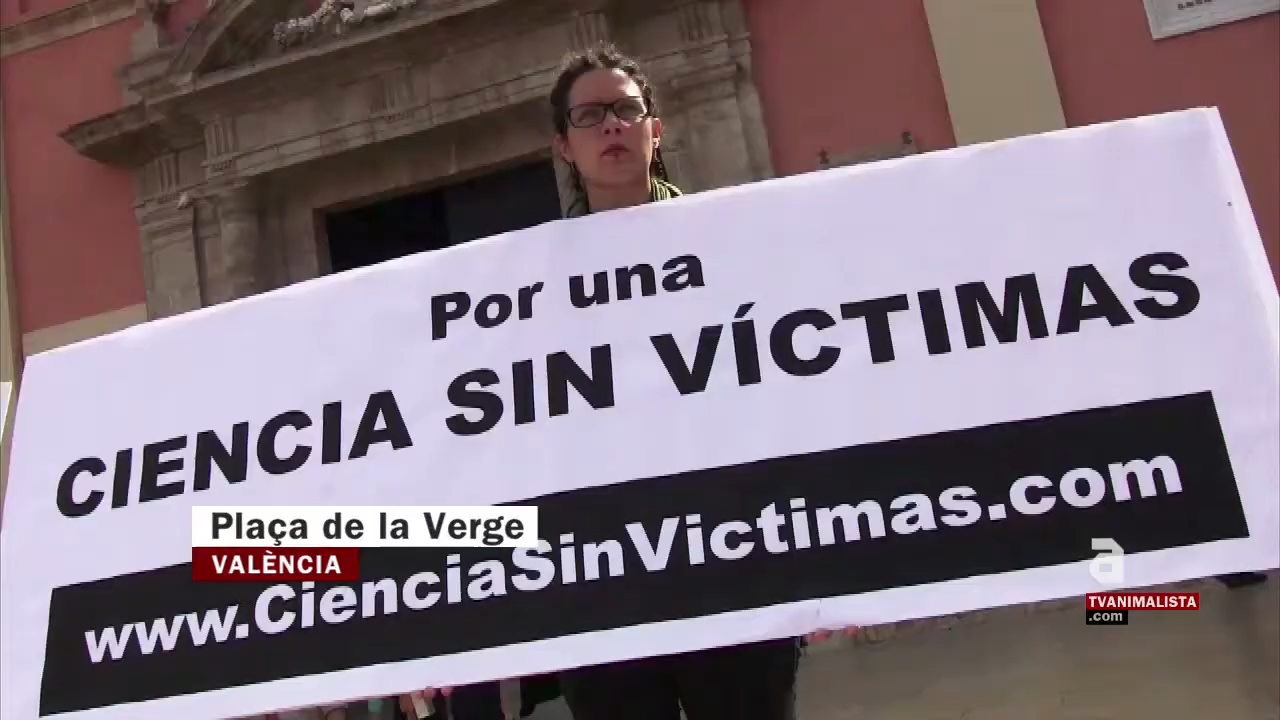 Por una
CIENCIA SIN VÍCTIMAS
www.CienciaSinVictimas.com
Plaça de la Verge
VALÈNCIA
a
TVANIMALISTA
.com